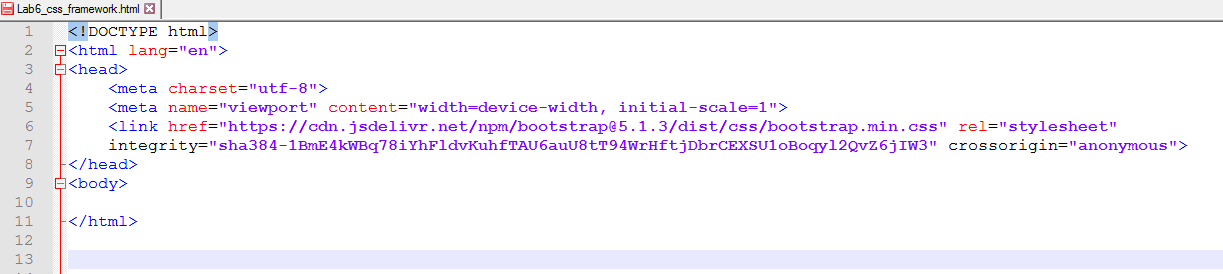 Lab6_css_framework.html
1 <!DOCTYPE html>
2 <html lang="en">
3 <head>
4 <meta charset="utf-8">
5 <meta name="viewport" content="width=device-width, initial-scale=1">
6 <link href="https://cdn.jsdelivr.net/npm/bootstrap@5.1.3/dist/css/bootstrap.min.css" rel="stylesheet"
7 integrity="sha384-1BmE4kWBq78iYhFldvKuhfTAU6auU8tT94WrHftjDbrCEXSU1oBoqyl2QvZ6jIW3" crossorigin="anonymous">
8 </head>
9 <body>
10
11 </html>
12
13